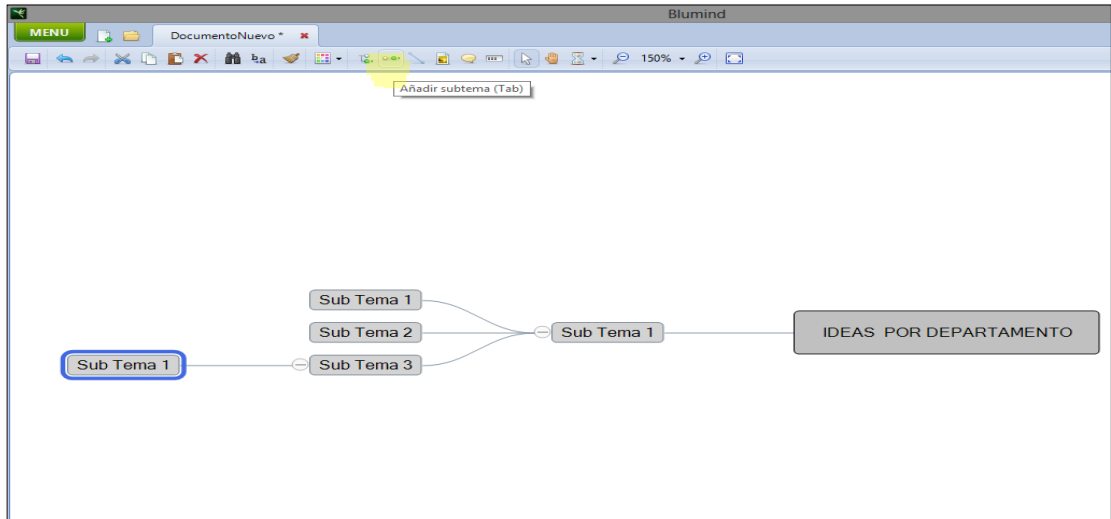 Blumind
MENU
DocumentoNuevo *
ba
150%
Añadir subtema (Tab)
Sub Tema 1
Sub Tema 2
Sub Tema 1
IDEAS POR DEPARTAMENTO
Sub Tema 1
Sub Tema 3